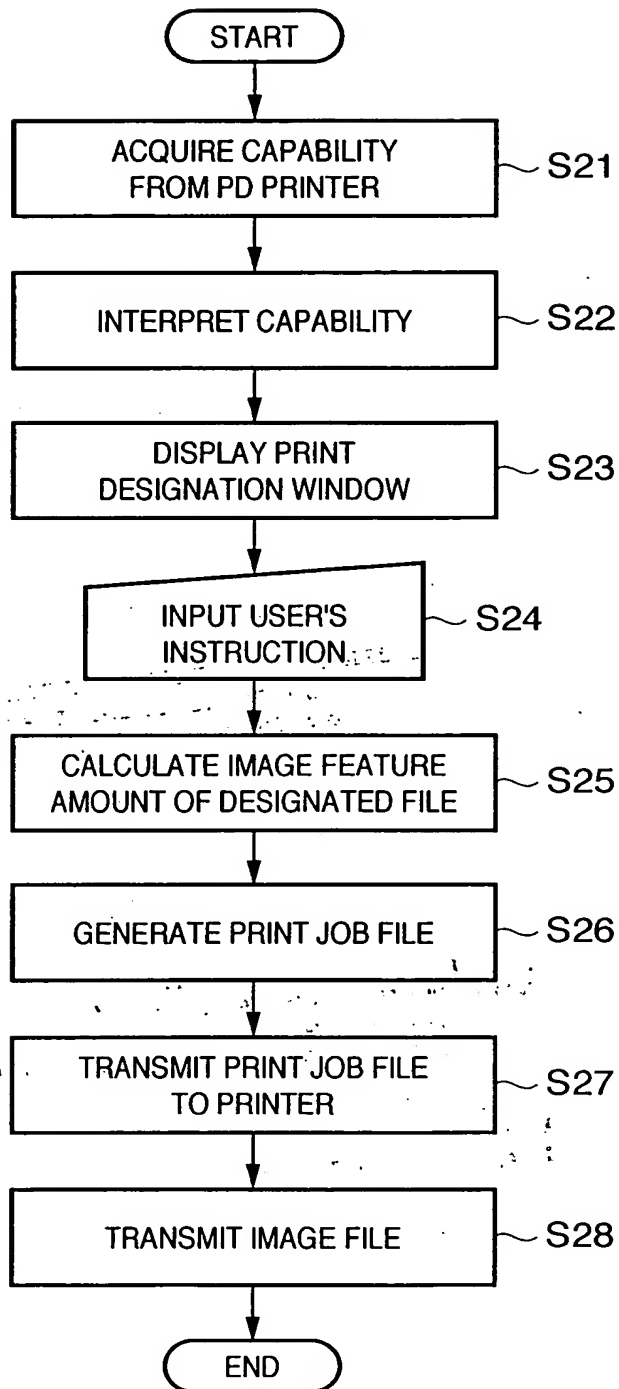 START
ACQUIRE CAPABILITY
FROM PD PRINTER
S21
INTERPRET CAPABILITY
S22
DISPLAY PRINT
DESIGNATION WINDOW
S23
INPUT USER'S
INSTRUCTION
S24
CALCULATE IMAGE FEATURE
AMOUNT OF DESIGNATED FILE
S25
GENERATE PRINT JOB FILE
S26
TRANSMIT PRINT JOB FILE
TO PRINTER
S27
TRANSMIT IMAGE FILE
S28
END